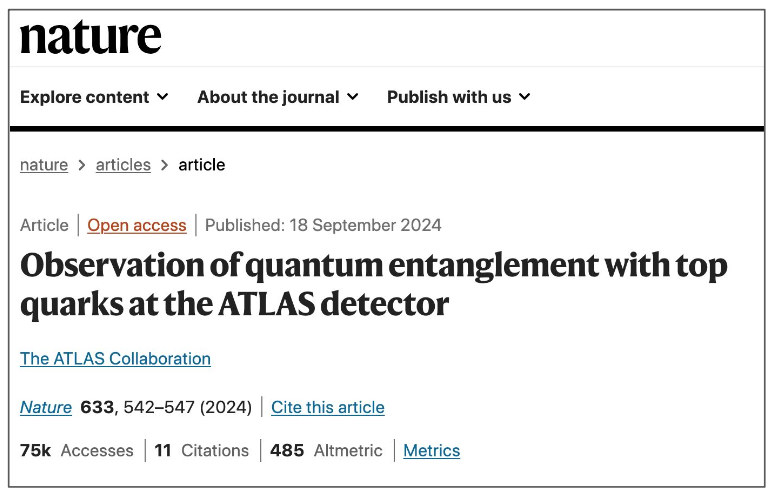 nature
Explore content About the journal Publish with us
nature > articles > article
Article | Open access | Published: 18 September 2024
Observation of quantum entanglement with top
quarks at the ATLAS detector
The ATLAS Collaboration
Nature 633, 542–547 (2024) | Cite this article
75k Accesses | 11 Citations | 485 Altmetric | Metrics